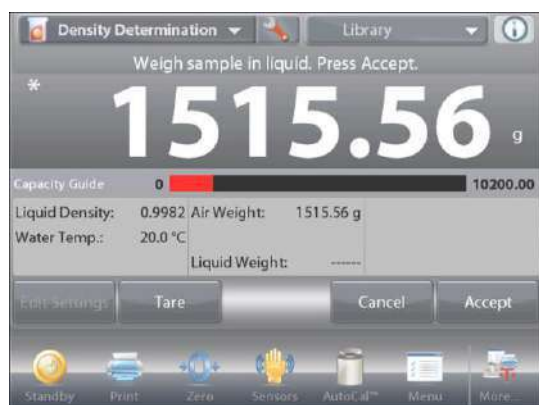 Density Determination Library
Weigh sample in liquid. Press Accept.
* 1515.56 g
Capacity Guide 0 10200.00
Liquid Density: 0.9982 Air Weight: 1515.56 g
Water Temp.: 20.0 °C
Liquid Weight: ------
Edit Settings Tare Cancel Accept
Standby Print Zero Sensors AutoCal™ Menu More...